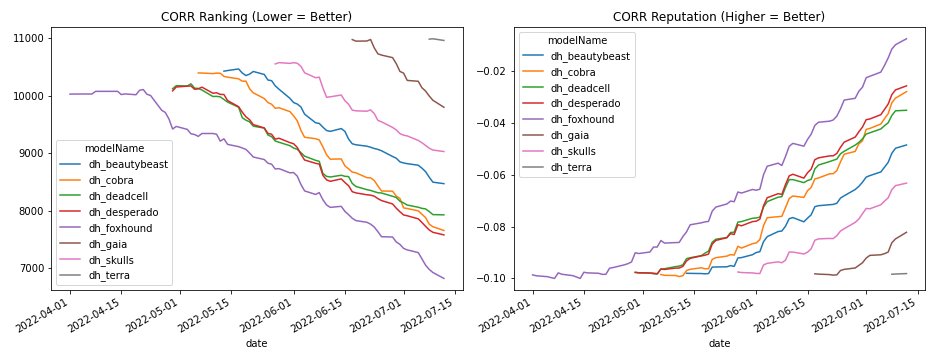 CORR Ranking (Lower = Better)
11000
10000
9000
8000
7000
modelName
dh_beautybeast
dh_cobra
dh_deadcell
dh_desperado
dh_foxhound
dh_gaia
dh_skulls
dh_terra
2022-04-01
2022-04-15
2022-05-01
2022-05-15
2022-06-01
2022-06-15
2022-07-01
2022-07-15
date
CORR Reputation (Higher = Better)
−0.02
−0.04
−0.06
−0.08
−0.10
modelName
dh_beautybeast
dh_cobra
dh_deadcell
dh_desperado
dh_foxhound
dh_gaia
dh_skulls
dh_terra
2022-04-01
2022-04-15
2022-05-01
2022-05-15
2022-06-01
2022-06-15
2022-07-01
2022-07-15
date